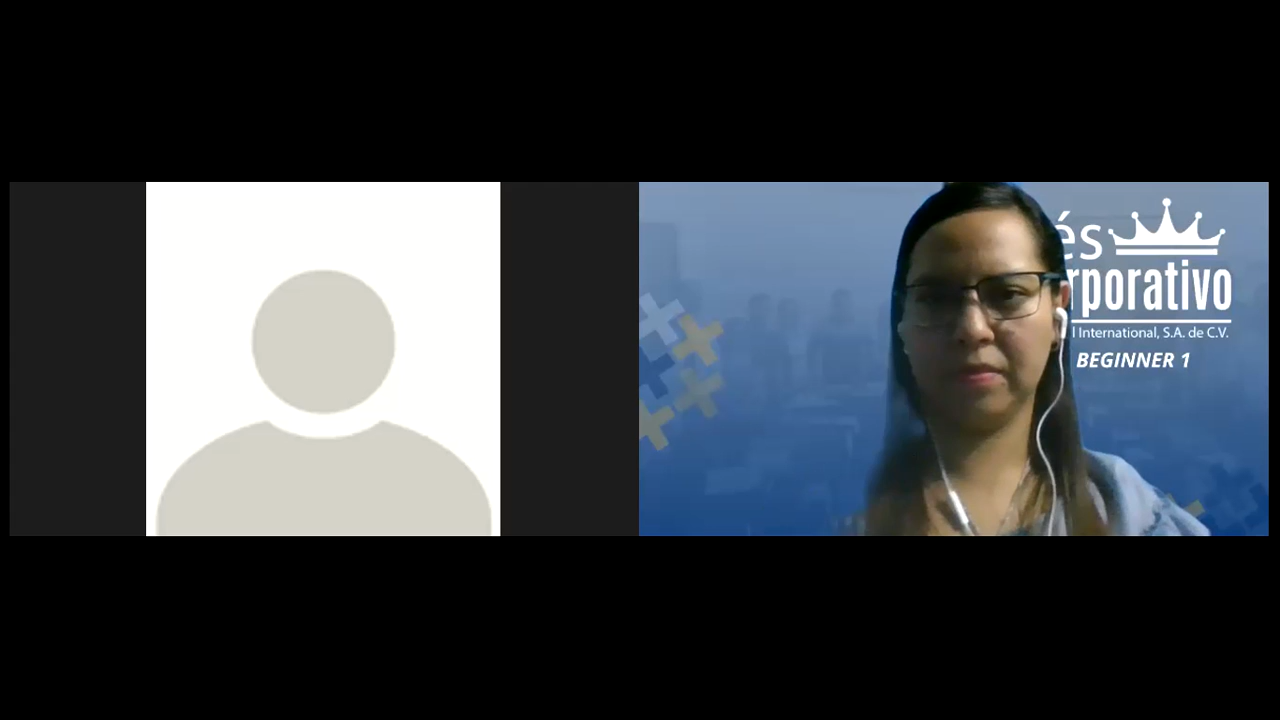 és
rporativo
l International, S.A. de C.V.
BEGINNER 1